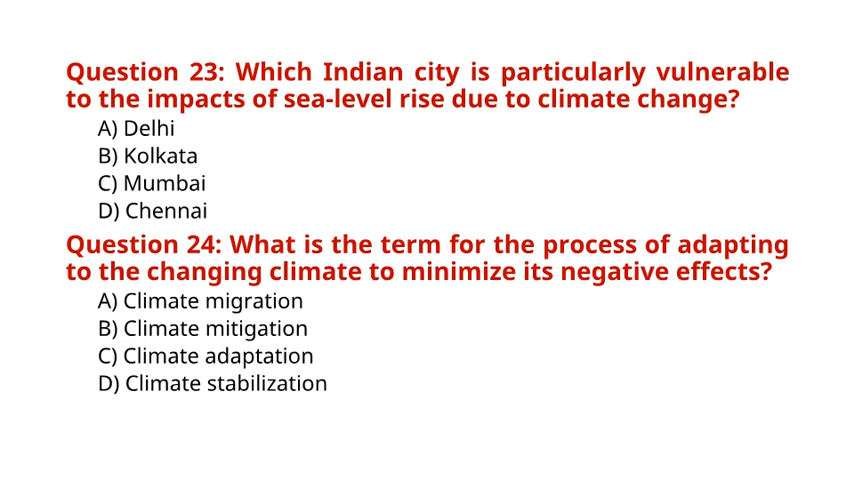 Question 23: Which Indian city is particularly vulnerable
to the impacts of sea-level rise due to climate change?
A) Delhi
B) Kolkata
C) Mumbai
D) Chennai
Question 24: What is the term for the process of adapting
to the changing climate to minimize its negative effects?
A) Climate migration
B) Climate mitigation
C) Climate adaptation
D) Climate stabilization